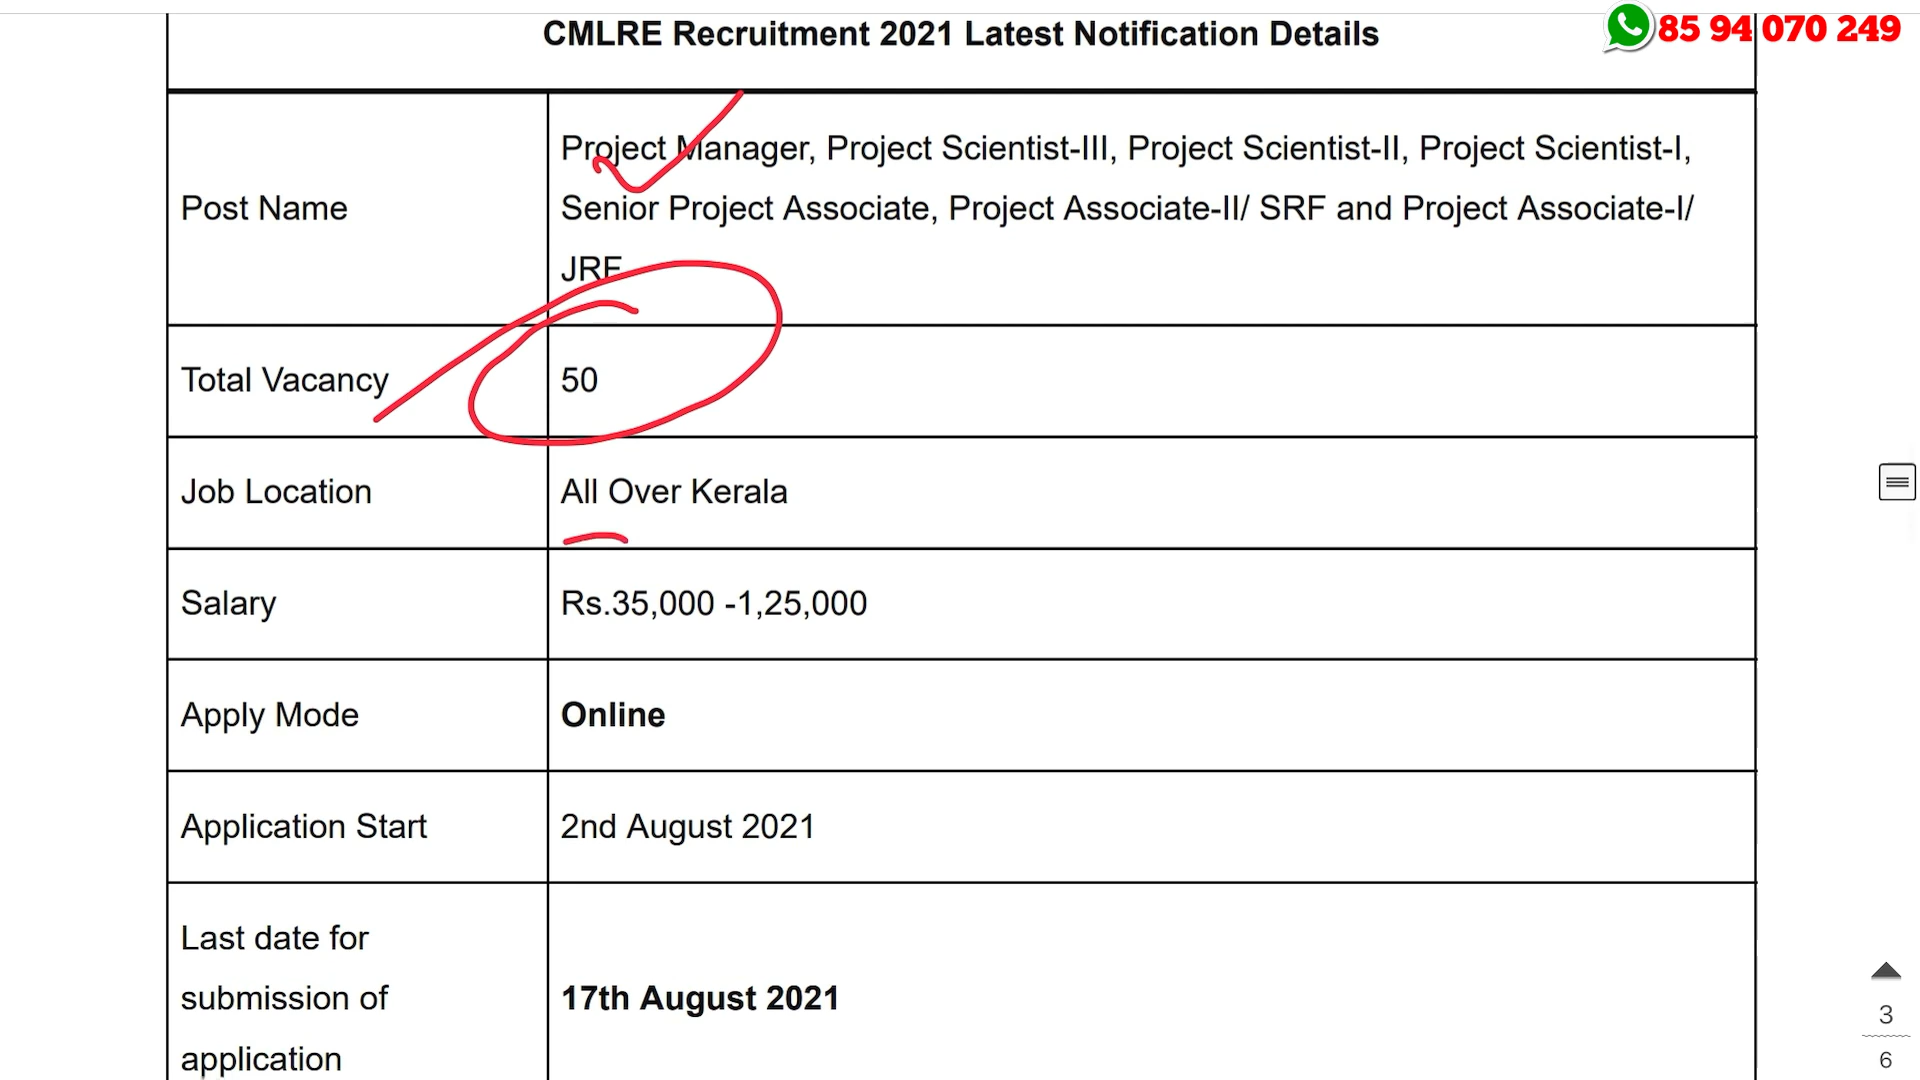 CMLRE Recruitment 2021 Latest Notification Details
85 94 070 249
Post Name
Project Manager, Project Scientist-III, Project Scientist-II, Project Scientist-I,
Senior Project Associate, Project Associate-II/ SRF and Project Associate-I/
JRF
Total Vacancy
50
Job Location
All Over Kerala
Salary
Rs.35,000 -1,25,000
Apply Mode
Online
Application Start
2nd August 2021
Last date for
submission of
application
17th August 2021
3
6